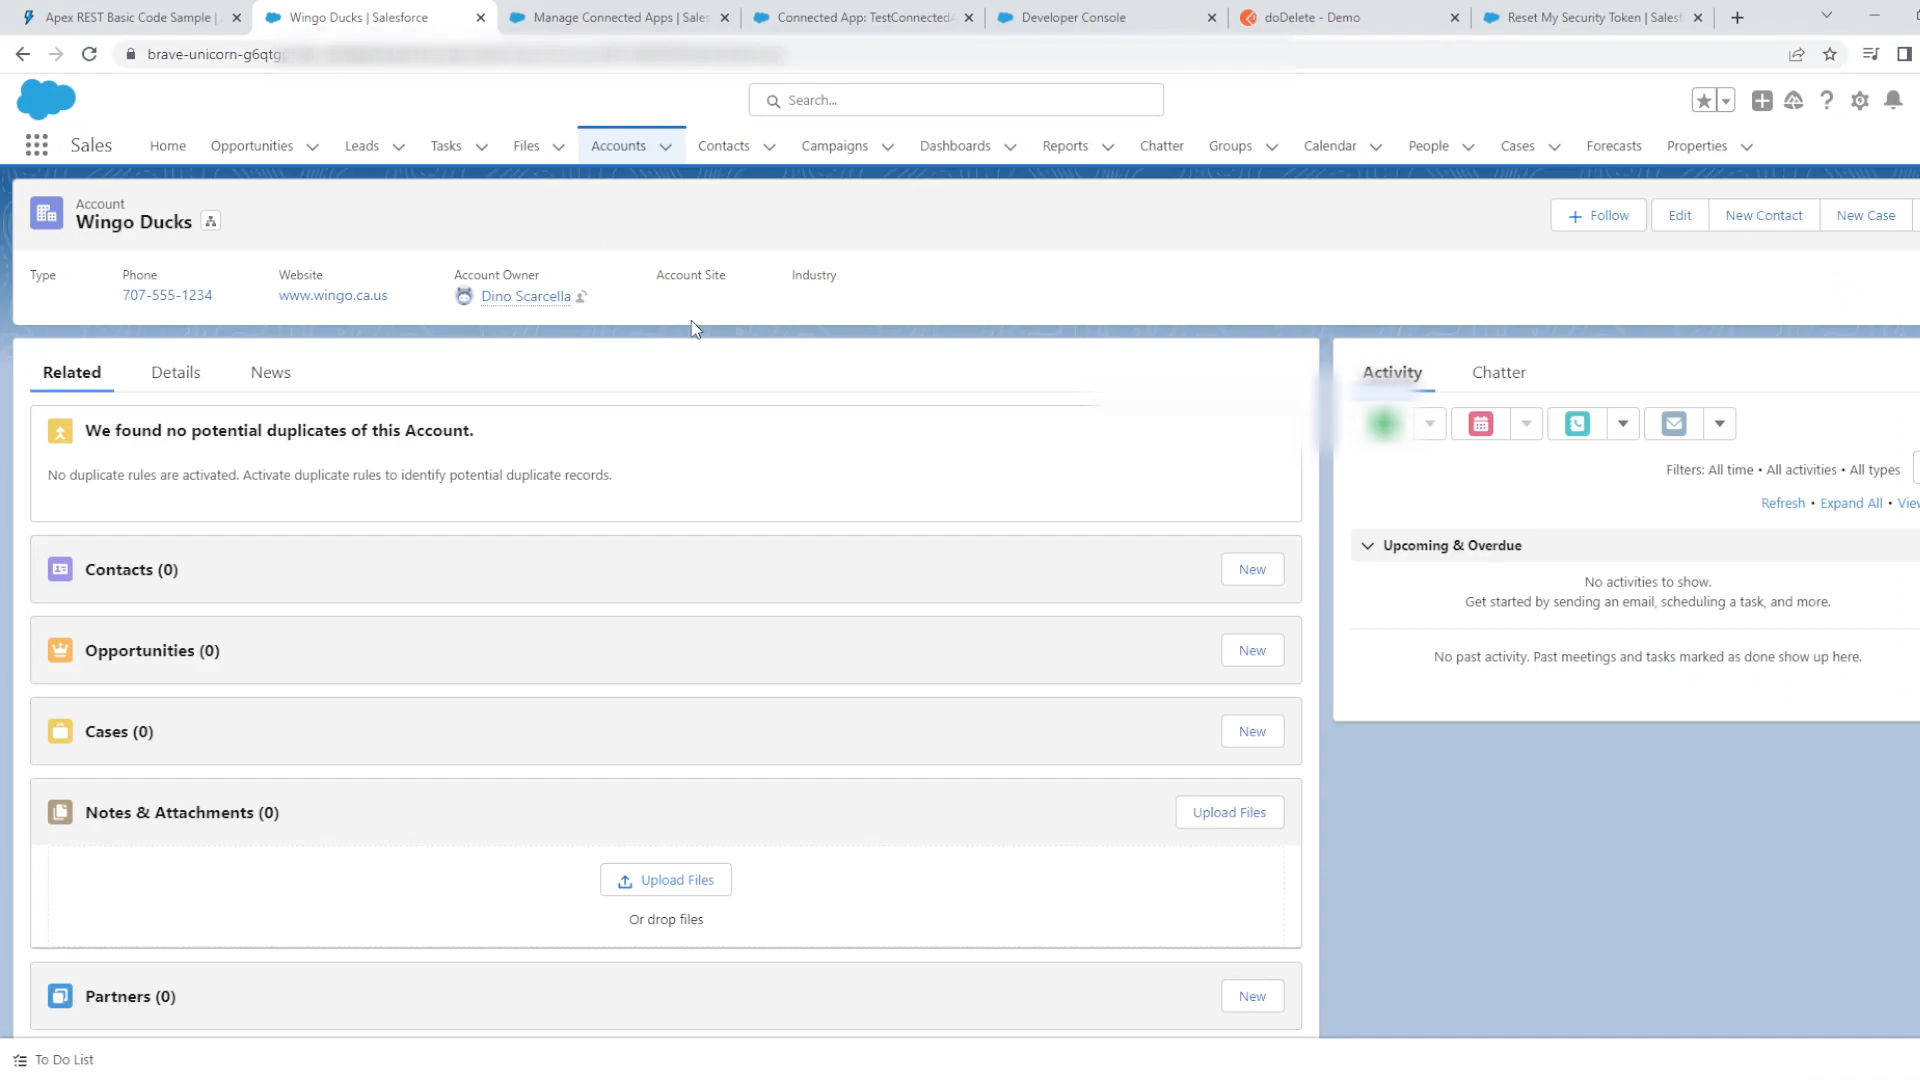 Apex REST Basic Code Sample |
Wingo Ducks | Salesforce
Manage Connected Apps | Sales
Connected App: TestConnected
Developer Console
doDelete - Demo
Reset My Security Token | Salesf
brave-unicorn-g6qtg
Search...
Sales
Home
Opportunities
Leads
Tasks
Files
Accounts
Contacts
Campaigns
Dashboards
Reports
Chatter
Groups
Calendar
People
Cases
Forecasts
Properties
Account
Wingo Ducks
Follow
Edit
New Contact
New Case
Type
Phone
Website
Account Owner
Account Site
Industry
707-555-1234
www.wingo.ca.us
Dino Scarcella
Related
Details
News
We found no potential duplicates of this Account.
No duplicate rules are activated. Activate duplicate rules to identify potential duplicate records.
Contacts (0)
New
Opportunities (0)
New
Cases (0)
New
Notes & Attachments (0)
Upload Files
Upload Files
Or drop files
Partners (0)
New
Activity
Chatter
Filters: All time • All activities • All types
Refresh • Expand All • View
Upcoming & Overdue
No activities to show.
Get started by sending an email, scheduling a task, and more.
No past activity. Past meetings and tasks marked as done show up here.
To Do List